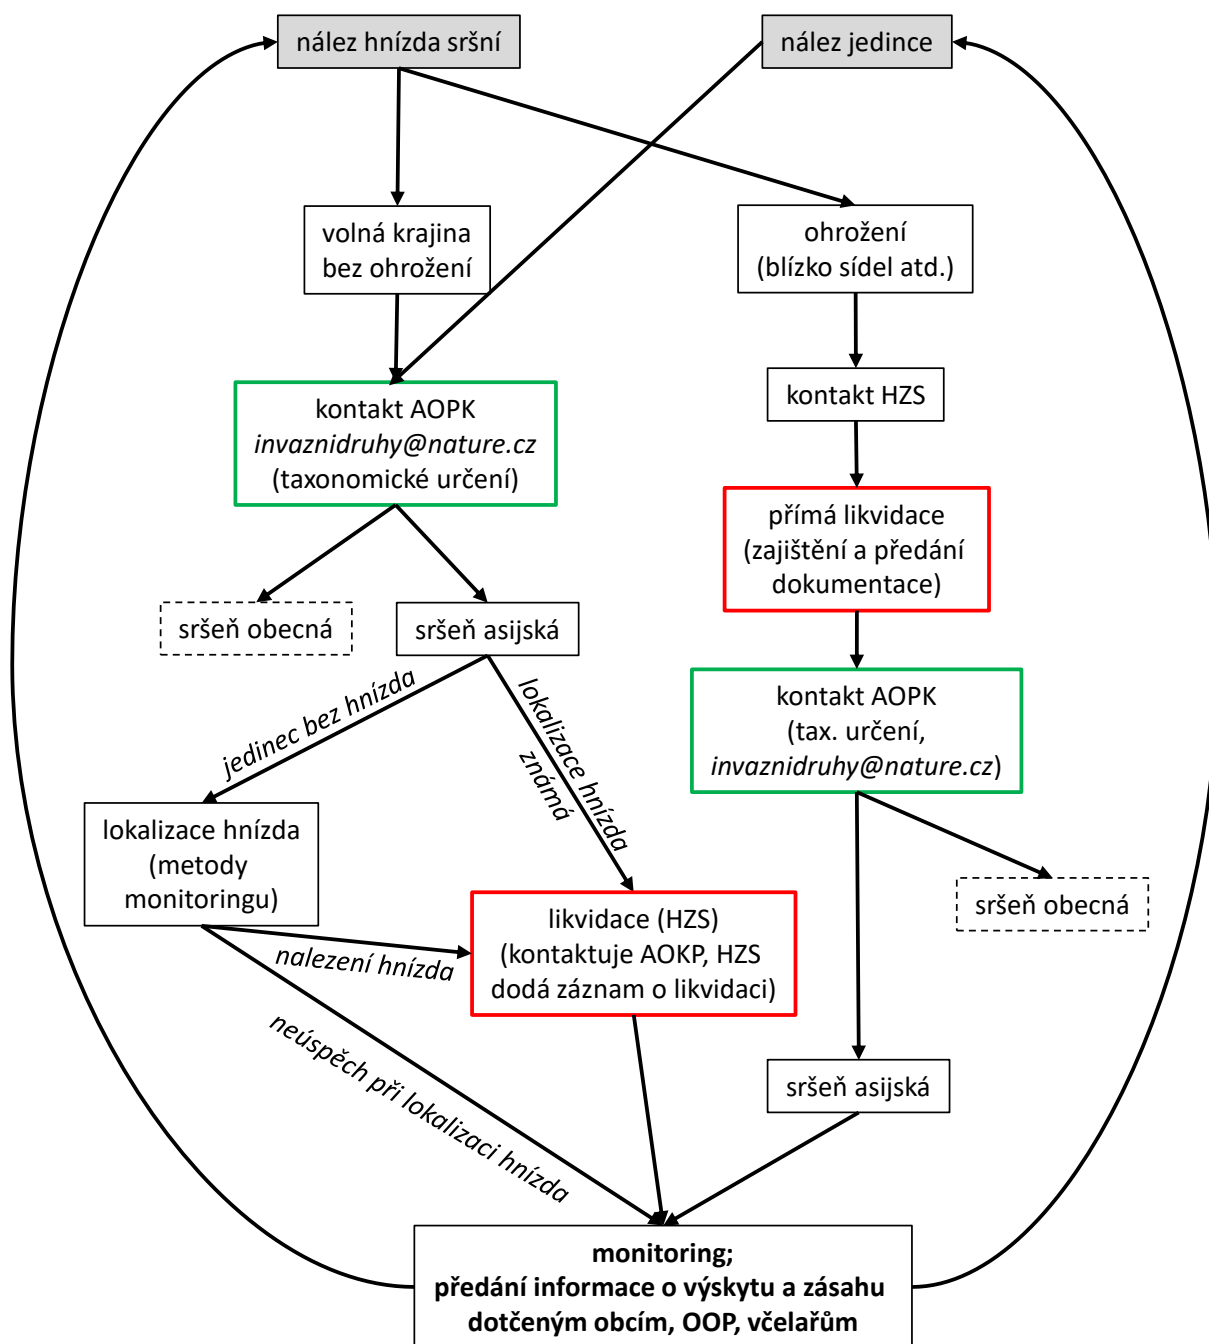 nález hnízda sršní
nález jedince
volná krajina
bez ohrožení
ohrožení
(blízko sídel atd.)
kontakt AOPK
invaznidruhy@nature.cz
(taxonomické určení)
kontakt HZS
přímá likvidace
(zajištění a předání
dokumentace)
sršeň obecná
sršeň asijská
jedinec bez hnízda
lokalizace hnízda
známá
kontakt AOPK
(tax. určení,
invaznidruhy@nature.cz)
lokalizace hnízda
(metody
monitoringu)
nalezení hnízda
likvidace (HZS)
(kontaktuje AOKP, HZS
dodá záznam o likvidaci)
sršeň obecná
neúspěch při lokalizaci hnízda
sršeň asijská
monitoring;
předání informace o výskytu a zásahu
dotčeným obcím, OOP, včelařům